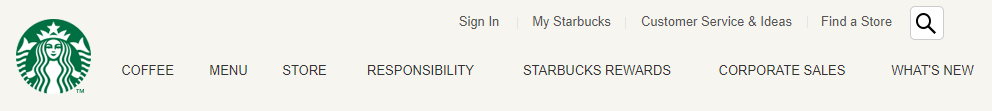 Sign In My Starbucks Customer Service & Ideas Find a Store
COFFEE MENU STORE RESPONSIBILITY STARBUCKS REWARDS CORPORATE SALES WHAT'S NEW
TM